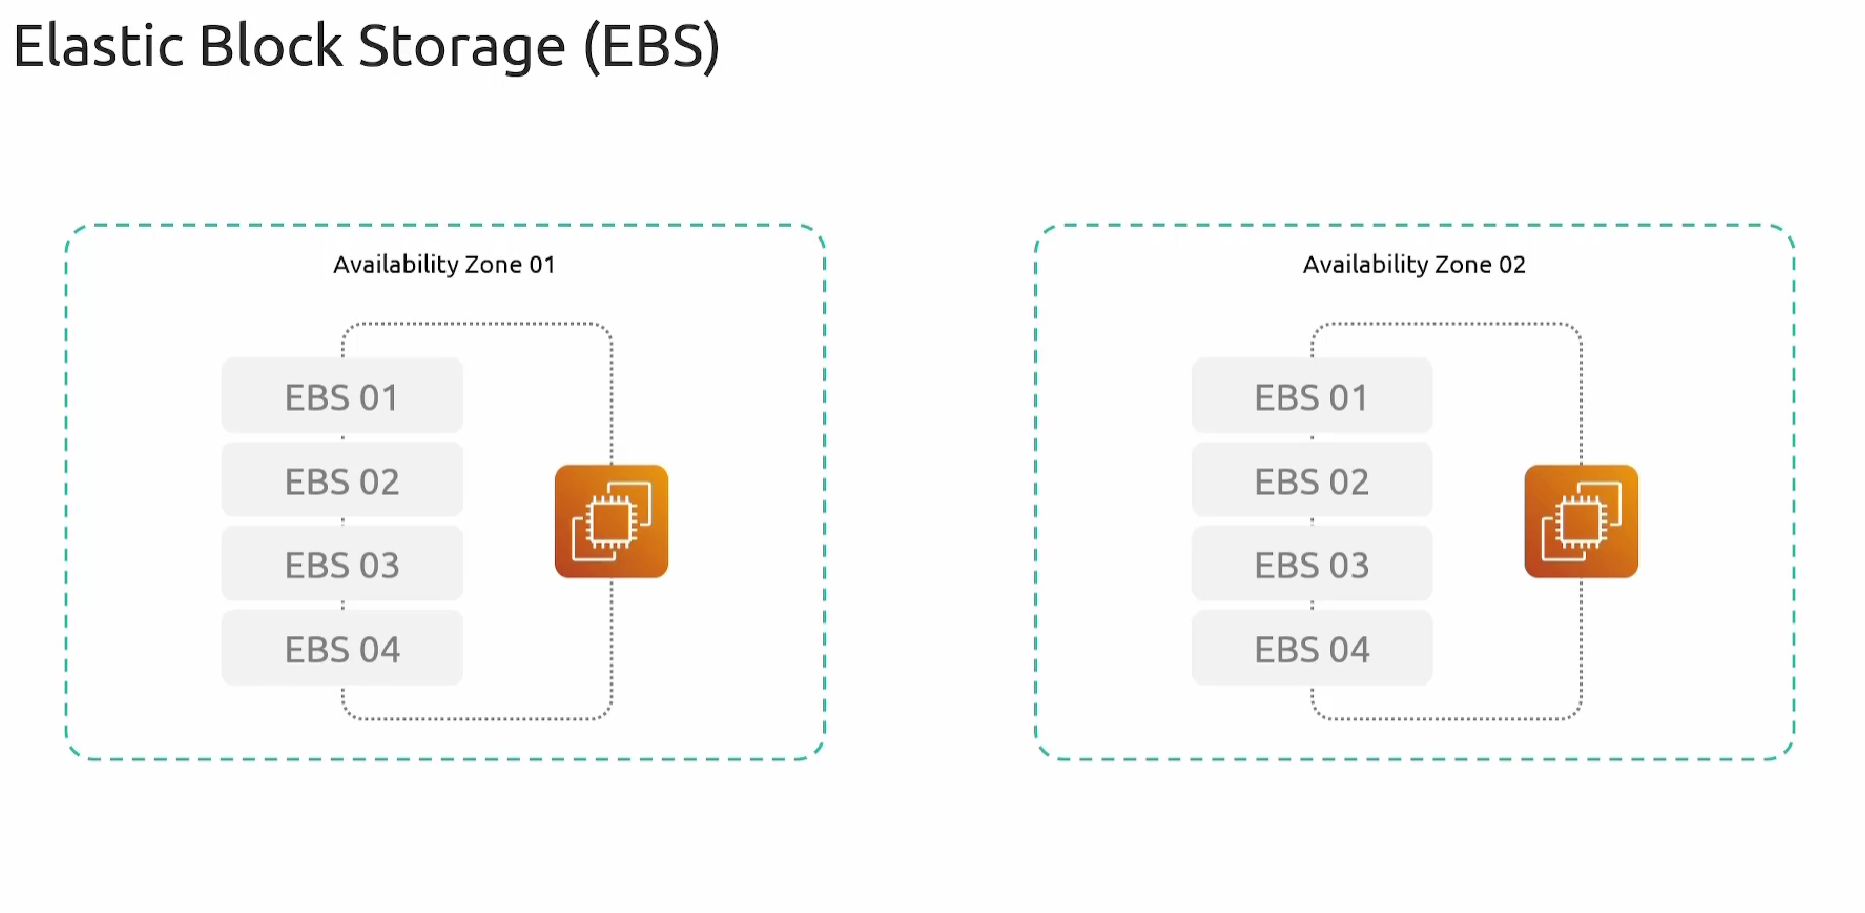 Elastic Block Storage (EBS)
Availability Zone 01
EBS 01
EBS 02
EBS 03
EBS 04
Availability Zone 02
EBS 01
EBS 02
EBS 03
EBS 04